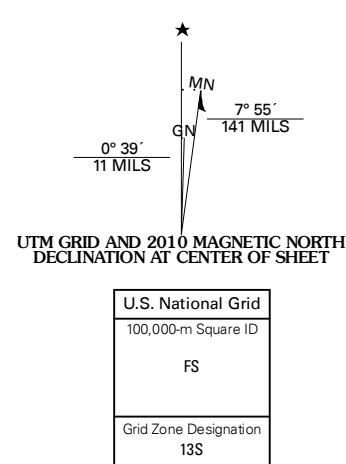 ★
MN
7° 55´
141 MILS
GN
0° 39´
11 MILS
UTM GRID AND 2010 MAGNETIC NORTH
DECLINATION AT CENTER OF SHEET
U.S. National Grid
100,000-m Square ID
FS
Grid Zone Designation
13S